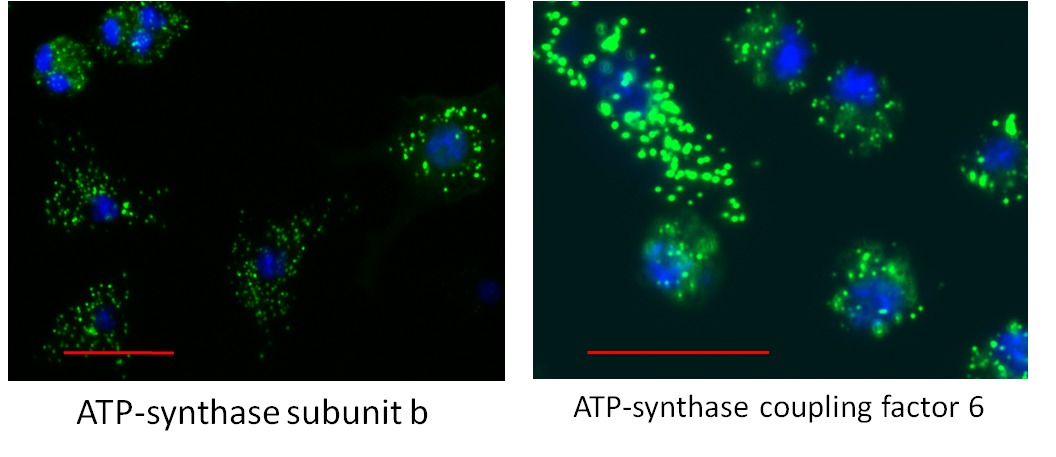 ATP-synthase subunit b
ATP-synthase coupling factor 6